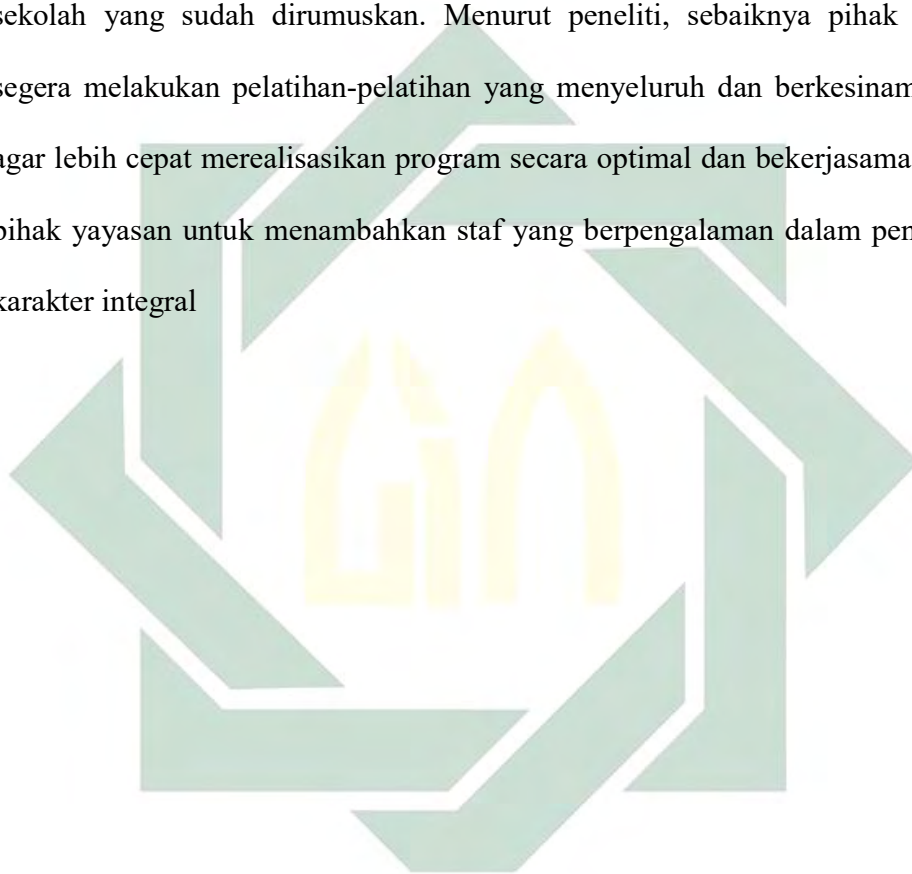 sekolah yang sudah dirumuskan. Menurut peneliti, sebaiknya pihak
segera melakukan pelatihan-pelatihan yang menyeluruh dan berkesinam
agar lebih cepat merealisasikan program secara optimal dan bekerjasama
pihak yayasan untuk menambahkan staf yang berpengalaman dalam pen
karakter integral